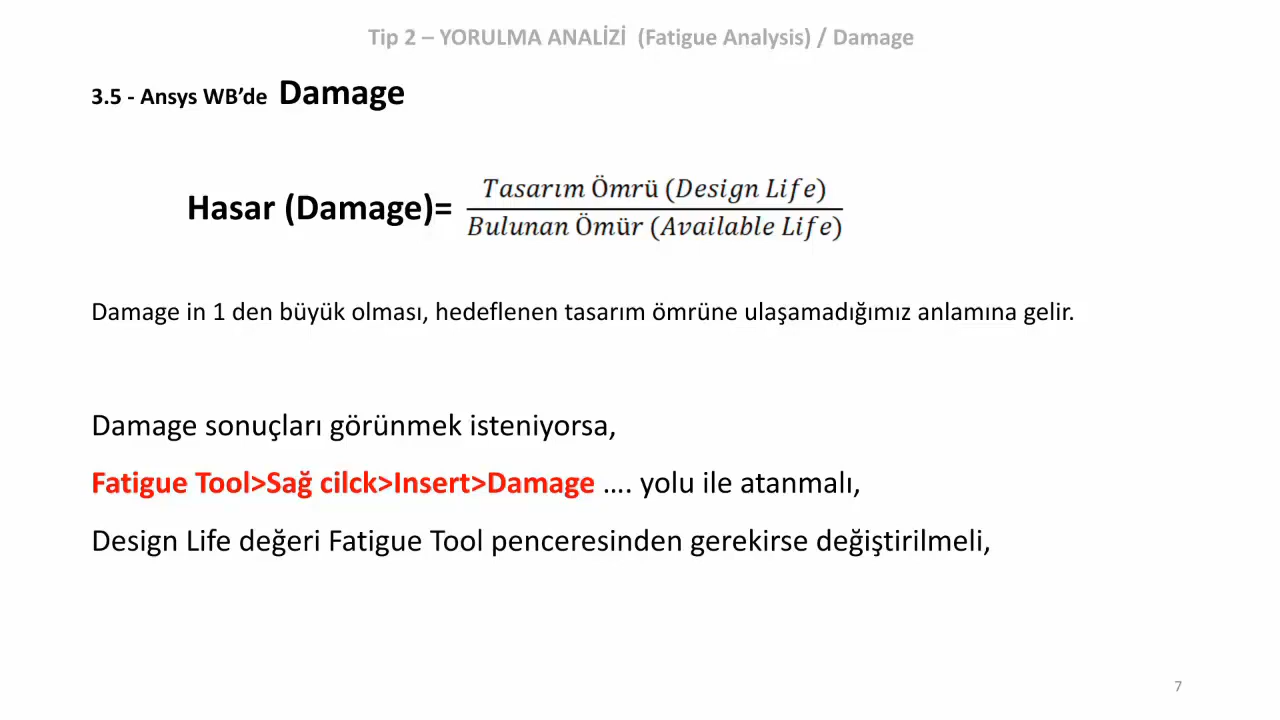 Tip 2 – YORULMA ANALİZİ (Fatigue Analysis) / Damage
3.5 - Ansys WB’de Damage
Hasar (Damage)= Tasarım Ömrü (Design Life)
Bulunan Ömür (Available Life)
Damage in 1 den büyük olması, hedeflenen tasarım ömrüne ulaşamadığımız anlamına gelir.
Damage sonuçları görünmek isteniyorsa,
Fatigue Tool>Sağ cilck>Insert>Damage …. yolu ile atanmalı,
Design Life değeri Fatigue Tool penceresinden gerekirse değiştirilmeli,
7